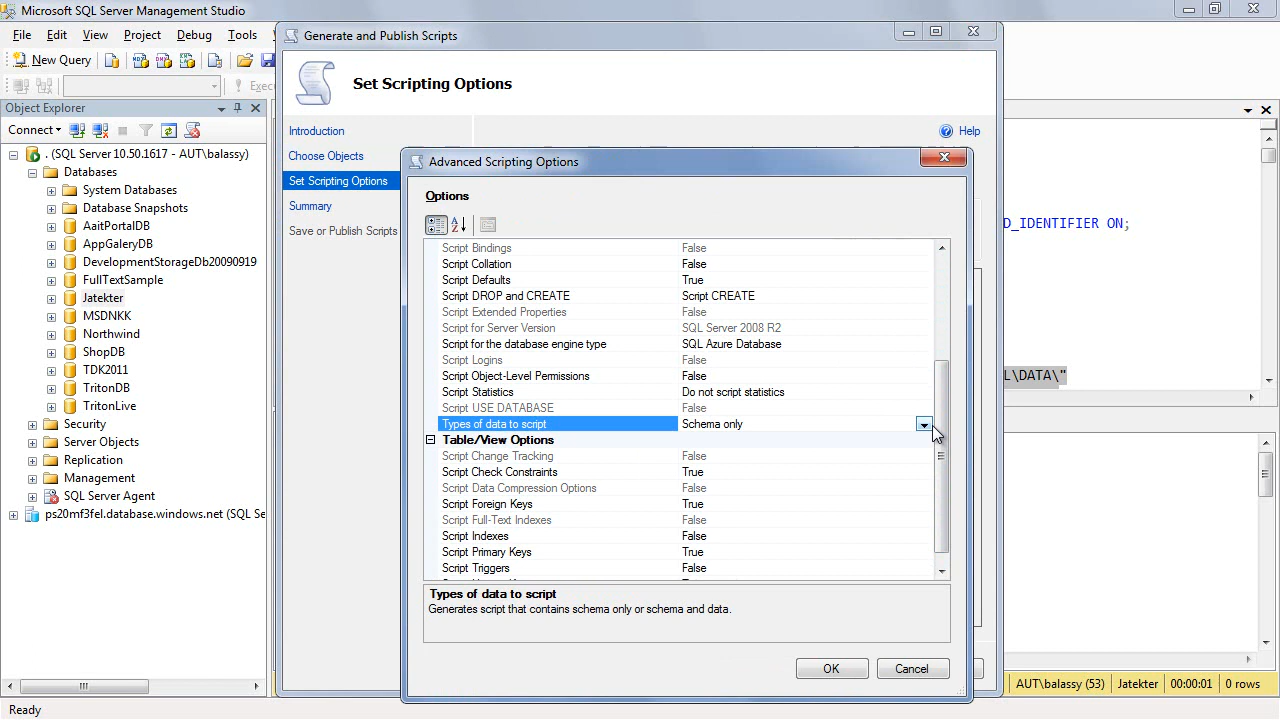 Microsoft SQL Server Management Studio
File Edit View Project Debug Tools
New Query
Exec
Object Explorer
Connect
. (SQL Server 10.50.1617 - AUT\balassy)
Databases
System Databases
Database Snapshots
AaitPortalDB
AppGaleryDB
DevelopmentStorageDb20090919
FullTextSample
Jatekter
MSDNKK
Northwind
ShopDB
TDK2011
TritonDB
TritonLive
Security
Server Objects
Replication
Management
SQL Server Agent
ps20mf3fel.database.windows.net (SQL Se
Ready
Generate and Publish Scripts
Set Scripting Options
Introduction
Choose Objects
Set Scripting Options
Summary
Save or Publish Scripts
Help
Advanced Scripting Options
Options
Script Bindings False
Script Collation False
Script Defaults True
Script DROP and CREATE Script CREATE
Script Extended Properties False
Script for Server Version SQL Server 2008 R2
Script for the database engine type SQL Azure Database
Script Logins False
Script Object-Level Permissions False
Script Statistics Do not script statistics
Script USE DATABASE False
Types of data to script Schema only
Table/View Options
Script Change Tracking False
Script Check Constraints True
Script Data Compression Options False
Script Foreign Keys True
Script Full-Text Indexes False
Script Indexes False
Script Primary Keys True
Script Triggers False
Types of data to script
Generates script that contains schema only or schema and data.
OK Cancel
D_IDENTIFIER ON;
L\DATA\"
AUT\balassy (53) Jatekter 00:00:01 0 rows